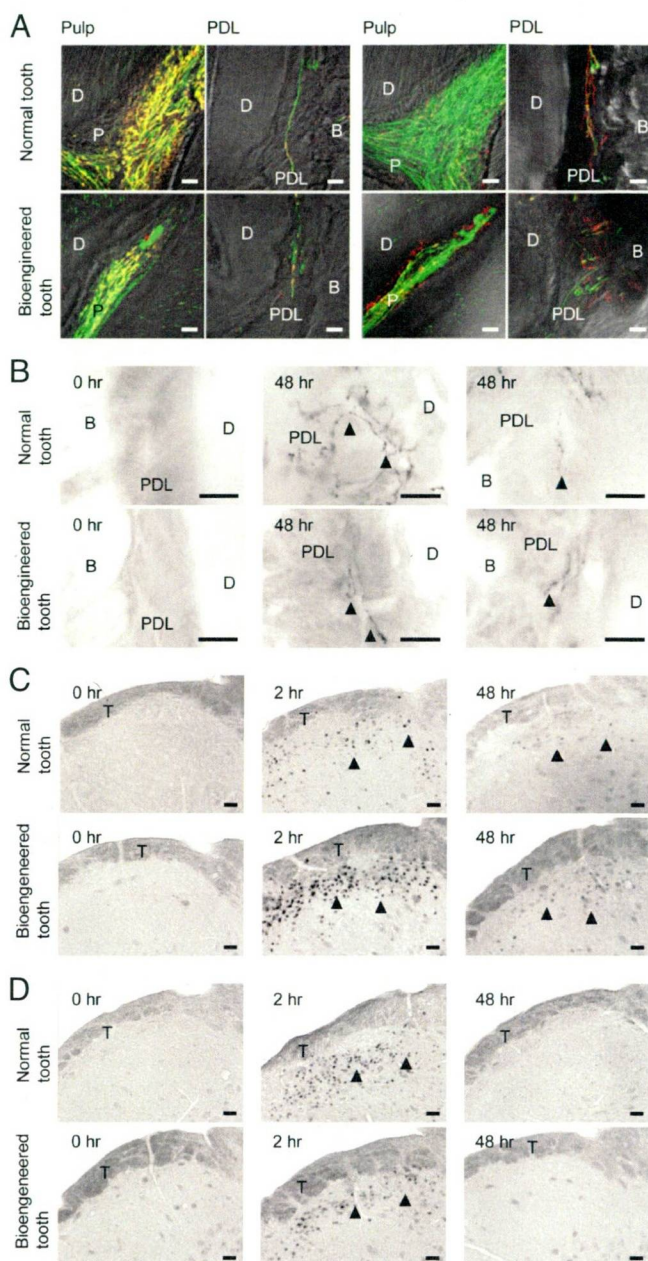 A
Pulp PDL
Normal tooth
D D B D D B
P PDL P PDL
Bioengineered tooth
D D B D D B
P PDL P PDL
B
Normal tooth
0 hr 48 hr 48 hr
B D PDL D PDL
PDL B
Bioengineered tooth
0 hr 48 hr 48 hr
B D PDL D PDL B D
PDL
C
Normal tooth
0 hr 2 hr 48 hr
T T T
Bioengeneered tooth
0 hr 2 hr 48 hr
T T T
D
Normal tooth
0 hr 2 hr 48 hr
T T T
Bioengineered tooth
0 hr 2 hr 48 hr
T T T